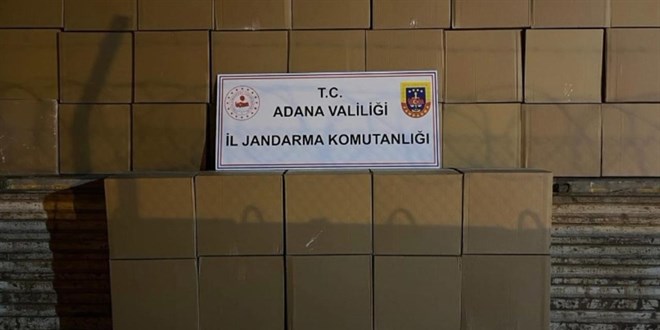 T.C.
ADANA VALİLİĞİ
İL JANDARMA KOMUTANLIĞI